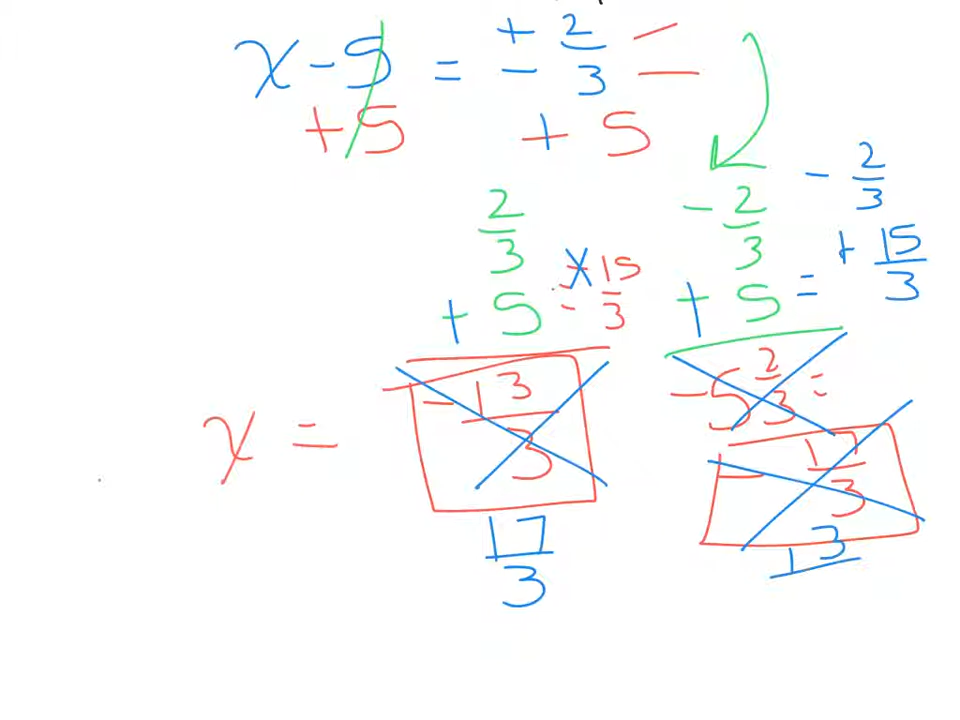 x - 5 = ± 2/3
+ 5 + 5
2/3 - 2/3 - 2/3
+ 5 = 15/3 + 5 = + 15/3
- 5 2/3 =
x = - 13/3 - 17/3
17/3 13